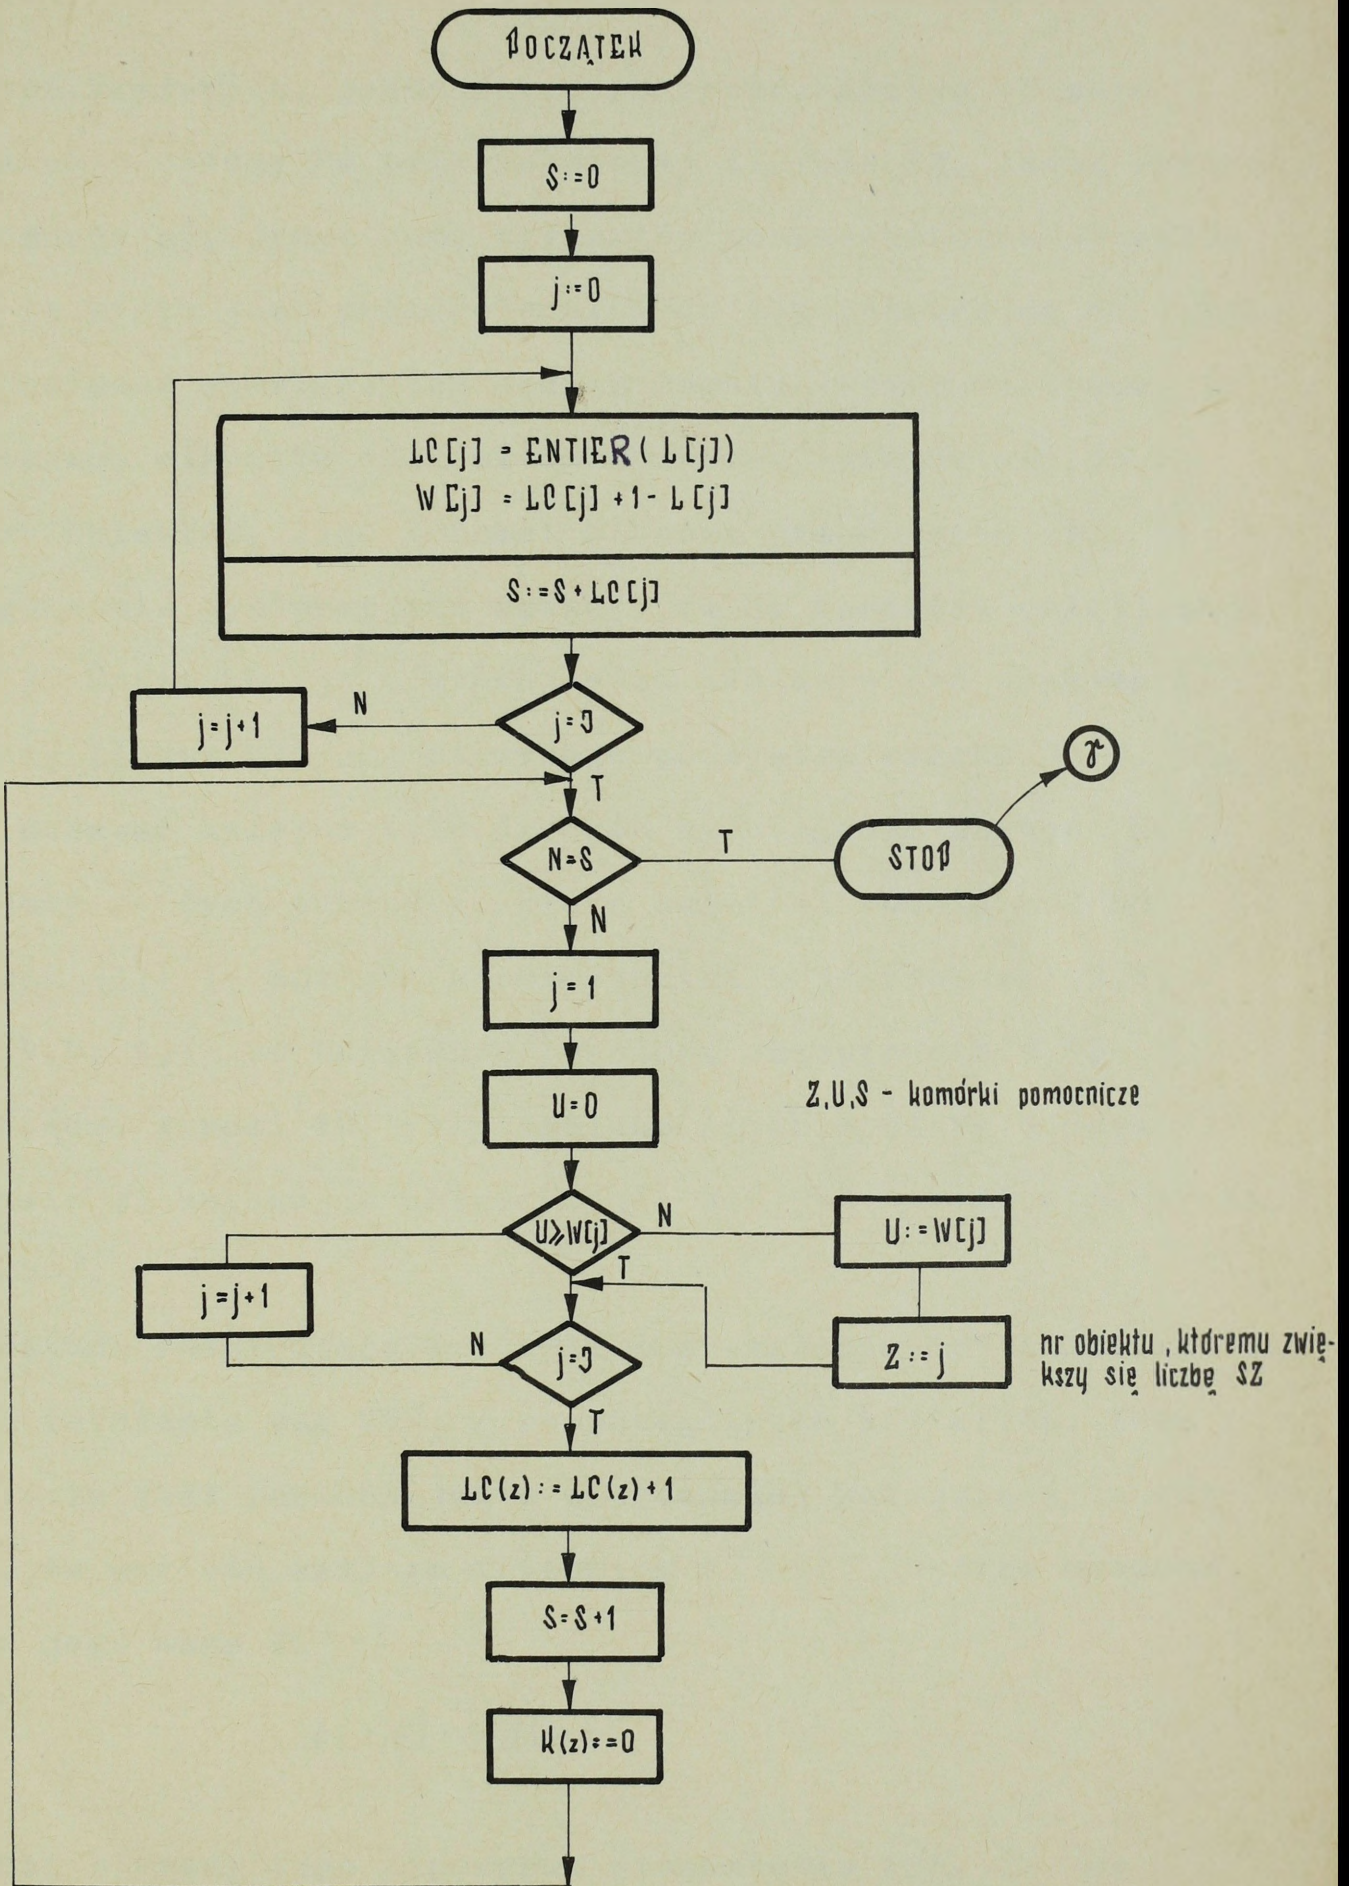 POCZĄTEK
S:=0
j:=0
LC[j] = ENTIER(L[j])
W[j] = LC[j]+1-L[j]
S:=S+LC[j]
j=J
N
j=j+1
T
N=S
T
STOP
γ
N
j=1
U=0
Z,U,S - komórki pomocnicze
U⩾W[j]
N
U:=W[j]
T
j=j+1
Z:=j
nr obiektu, któremu zwię-
kszy się liczbę SZ
j=J
N
T
LC(z):=LC(z)+1
S=S+1
K(z):=0